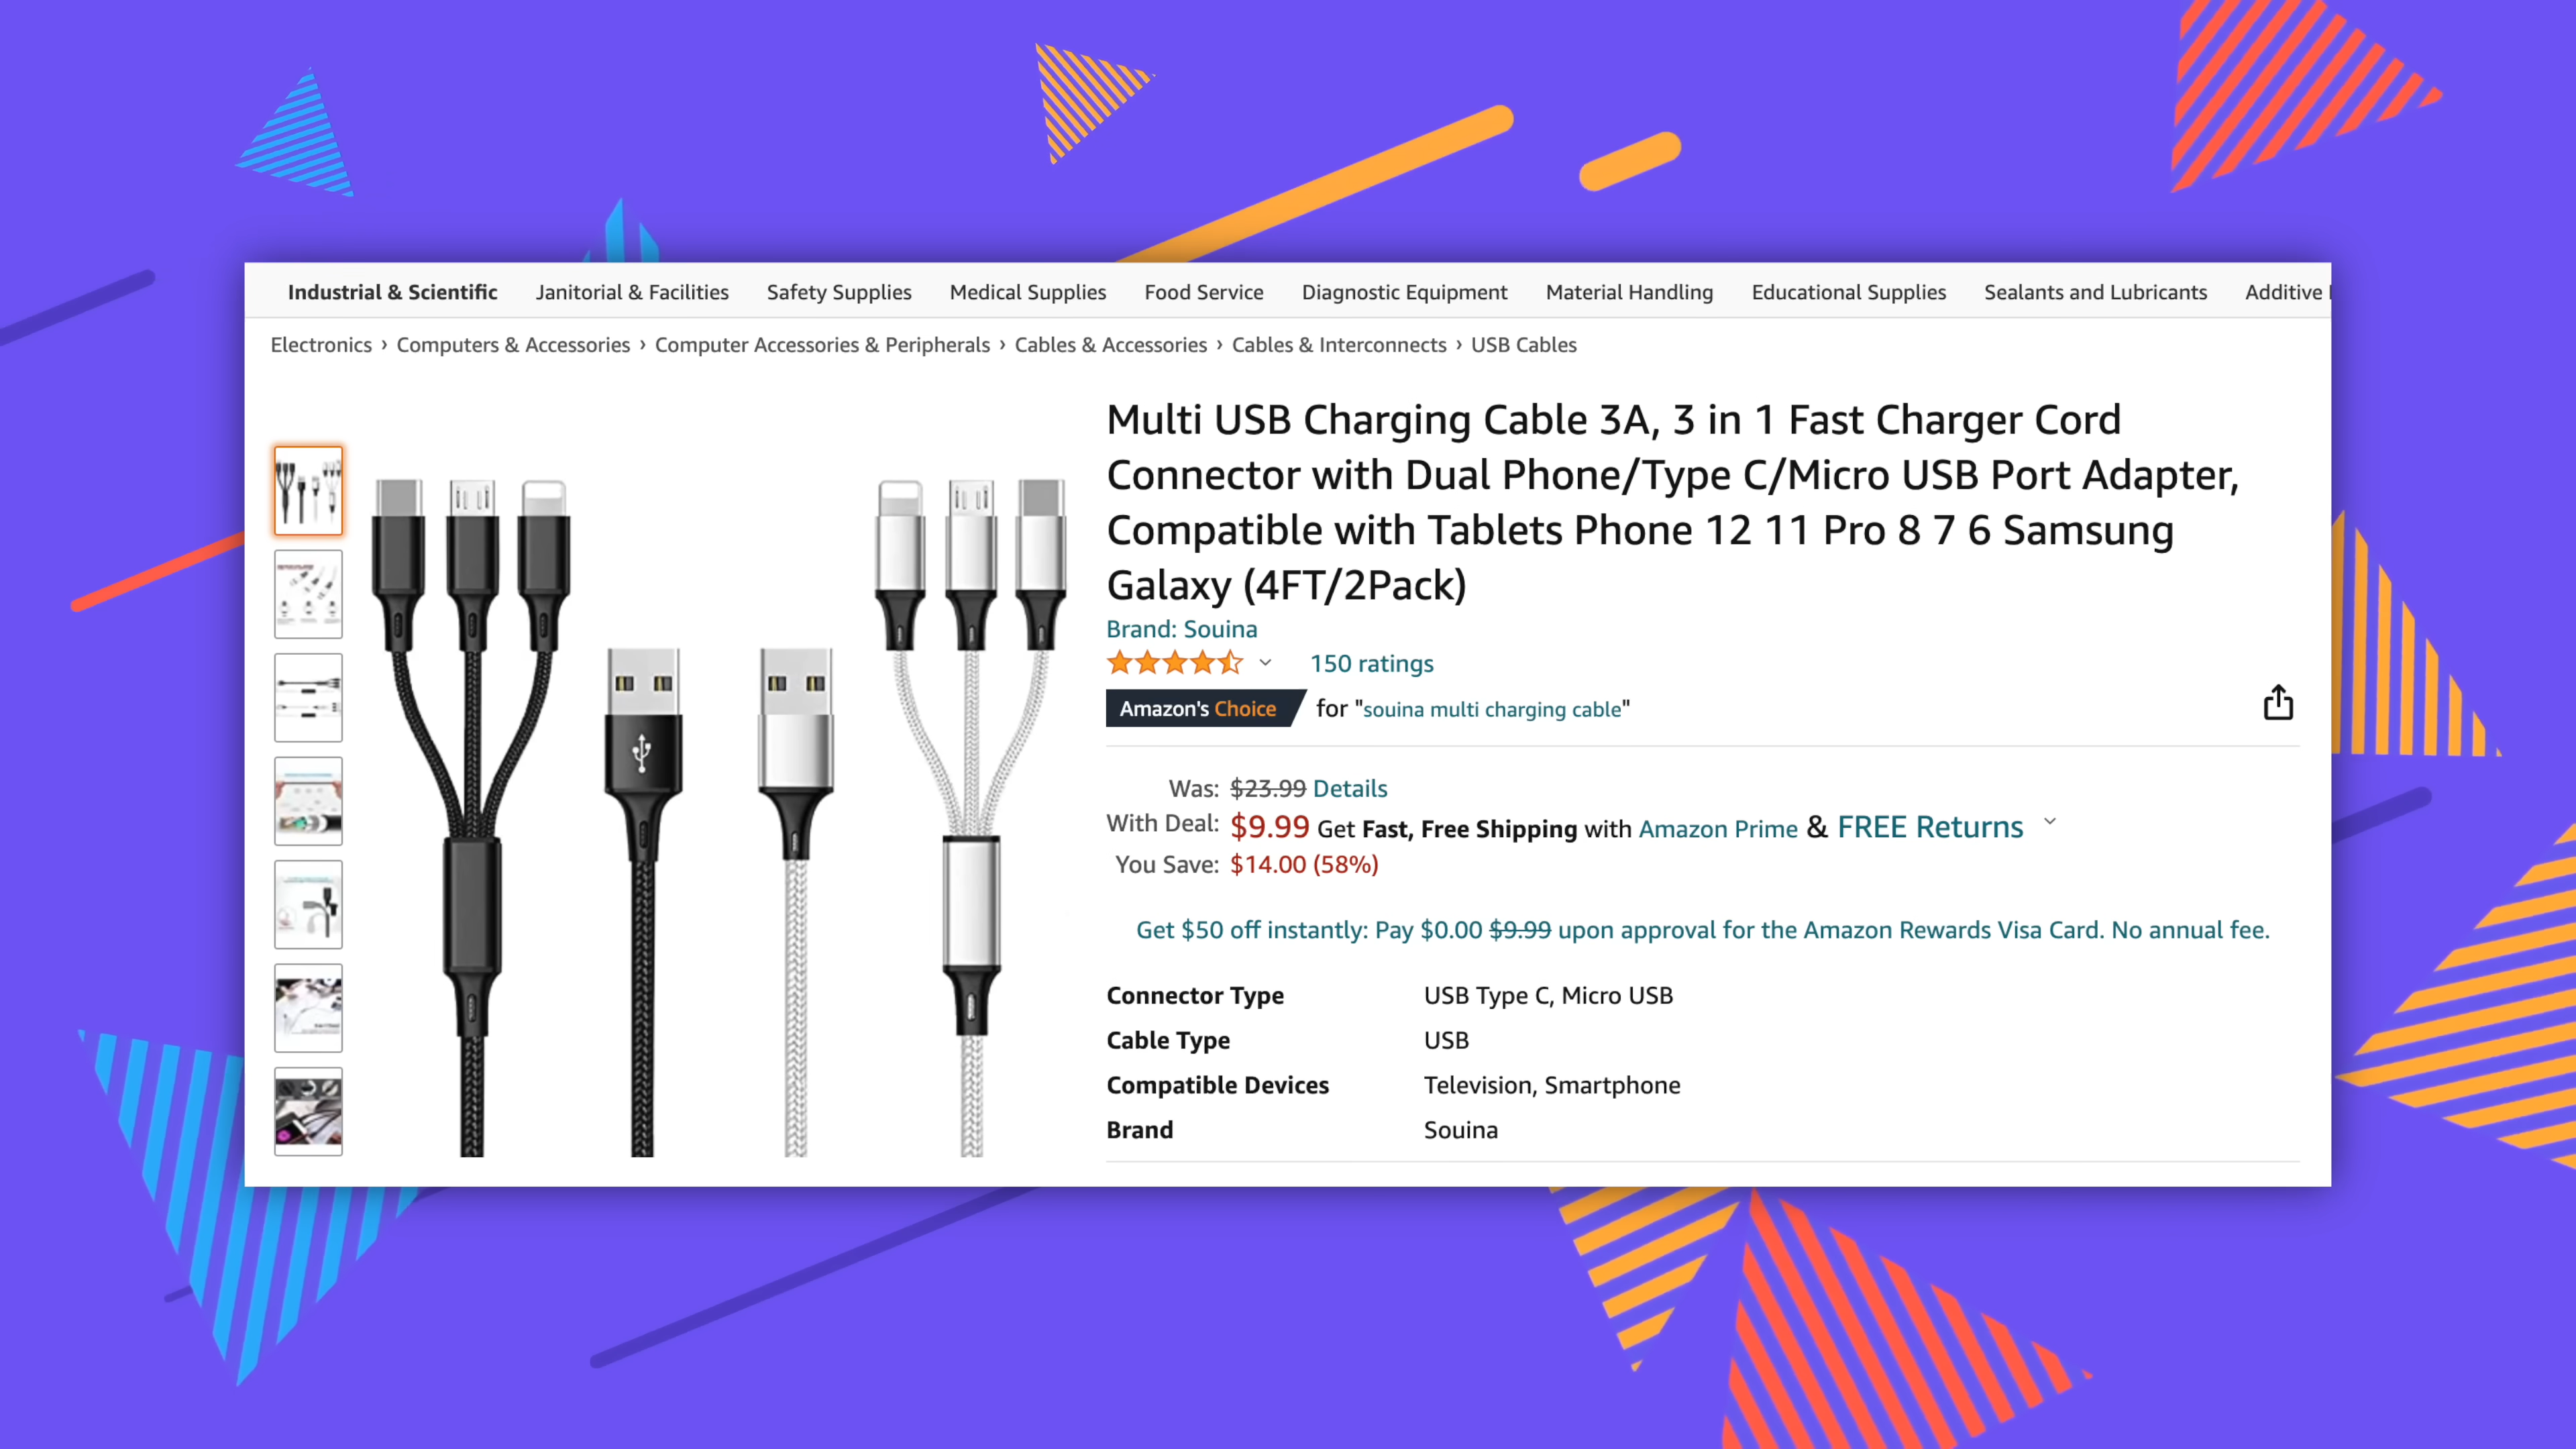 Industrial & Scientific Janitorial & Facilities Safety Supplies Medical Supplies Food Service Diagnostic Equipment Material Handling Educational Supplies Sealants and Lubricants Additive
Electronics › Computers & Accessories › Computer Accessories & Peripherals › Cables & Accessories › Cables & Interconnects › USB Cables
Multi USB Charging Cable 3A, 3 in 1 Fast Charger Cord
Connector with Dual Phone/Type C/Micro USB Port Adapter,
Compatible with Tablets Phone 12 11 Pro 8 7 6 Samsung
Galaxy (4FT/2Pack)
Brand: Souina
150 ratings
Amazon's Choice for "souina multi charging cable"
Was: $23.99 Details
With Deal: $9.99 Get Fast, Free Shipping with Amazon Prime & FREE Returns
You Save: $14.00 (58%)
Get $50 off instantly: Pay $0.00 $9.99 upon approval for the Amazon Rewards Visa Card. No annual fee.
Connector Type USB Type C, Micro USB
Cable Type USB
Compatible Devices Television, Smartphone
Brand Souina